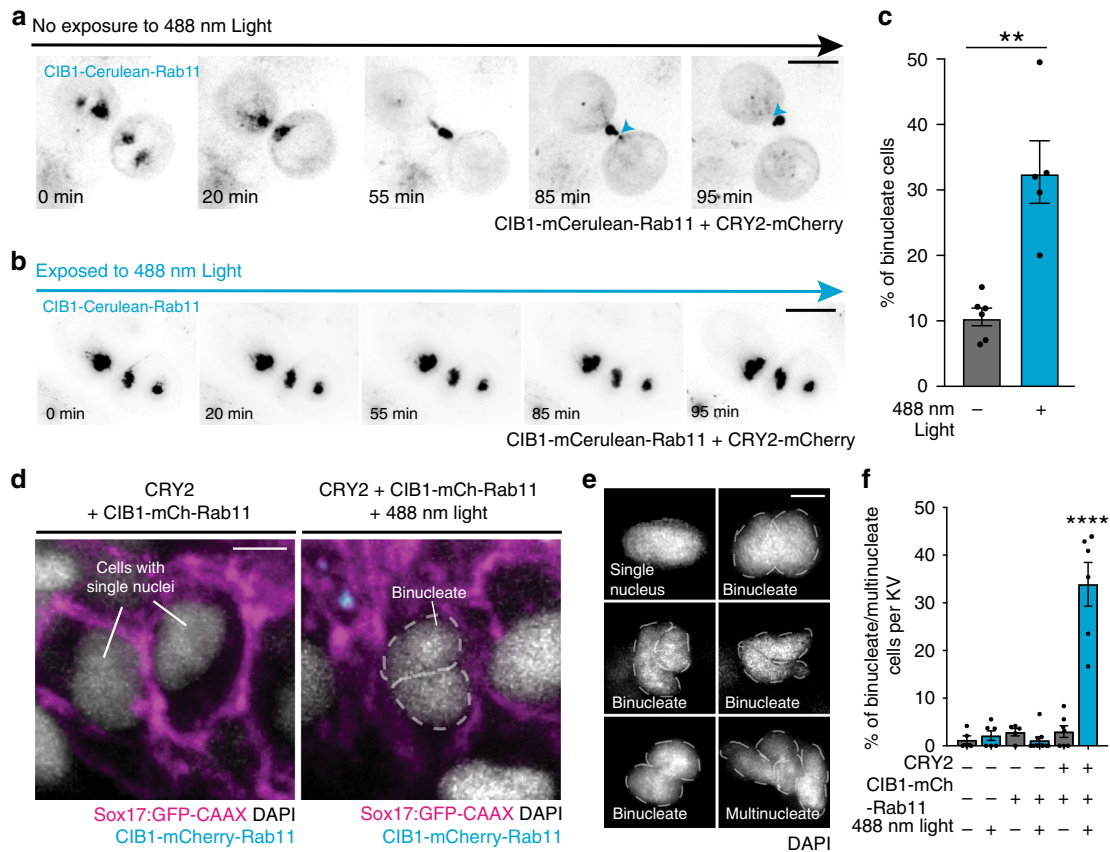 a
No exposure to 488 nm Light
CIB1-Cerulean-Rab11
0 min
20 min
55 min
85 min
95 min
CIB1-mCerulean-Rab11 + CRY2-mCherry
b
Exposed to 488 nm Light
CIB1-Cerulean-Rab11
0 min
20 min
55 min
85 min
95 min
CIB1-mCerulean-Rab11 + CRY2-mCherry
c
**
% of binucleate cells
50
40
30
20
10
0
488 nm
Light
– +
d
CRY2
+ CIB1-mCh-Rab11
CRY2 + CIB1-mCh-Rab11
+ 488 nm light
Cells with
single nuclei
Binucleate
Sox17:GFP-CAAX DAPI
CIB1-mCherry-Rab11
Sox17:GFP-CAAX DAPI
CIB1-mCherry-Rab11
e
Single
nucleus
Binucleate
Binucleate
Binucleate
Binucleate
Multinucleate
DAPI
f
****
% of binucleate/multinucleate
cells per KV
50
40
30
20
10
0
CRY2 – – – – + +
CIB1-mCh
-Rab11 – – + + + +
488 nm light – + – + – +